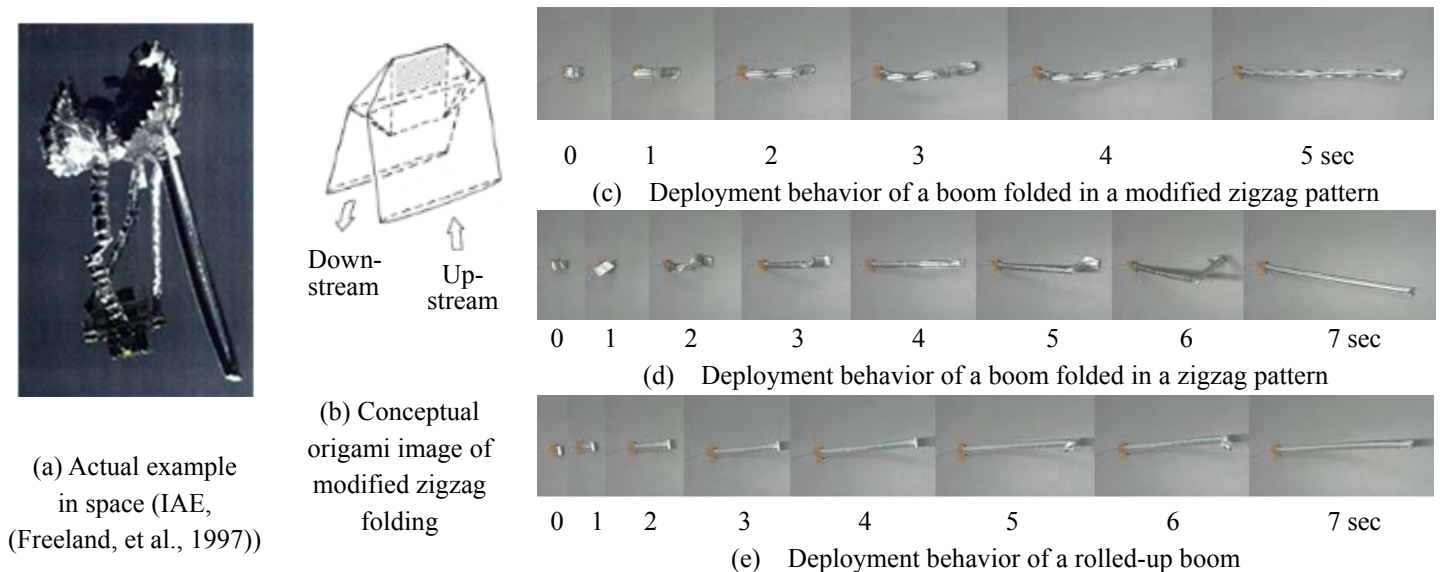 (a) Actual example
in space (IAE,
(Freeland, et al., 1997))
Down-
stream
Up-
stream
(b) Conceptual
origami image of
modified zigzag
folding
0 1 2 3 4 5 sec
(c) Deployment behavior of a boom folded in a modified zigzag pattern
0 1 2 3 4 5 6 7 sec
(d) Deployment behavior of a boom folded in a zigzag pattern
0 1 2 3 4 5 6 7 sec
(e) Deployment behavior of a rolled-up boom